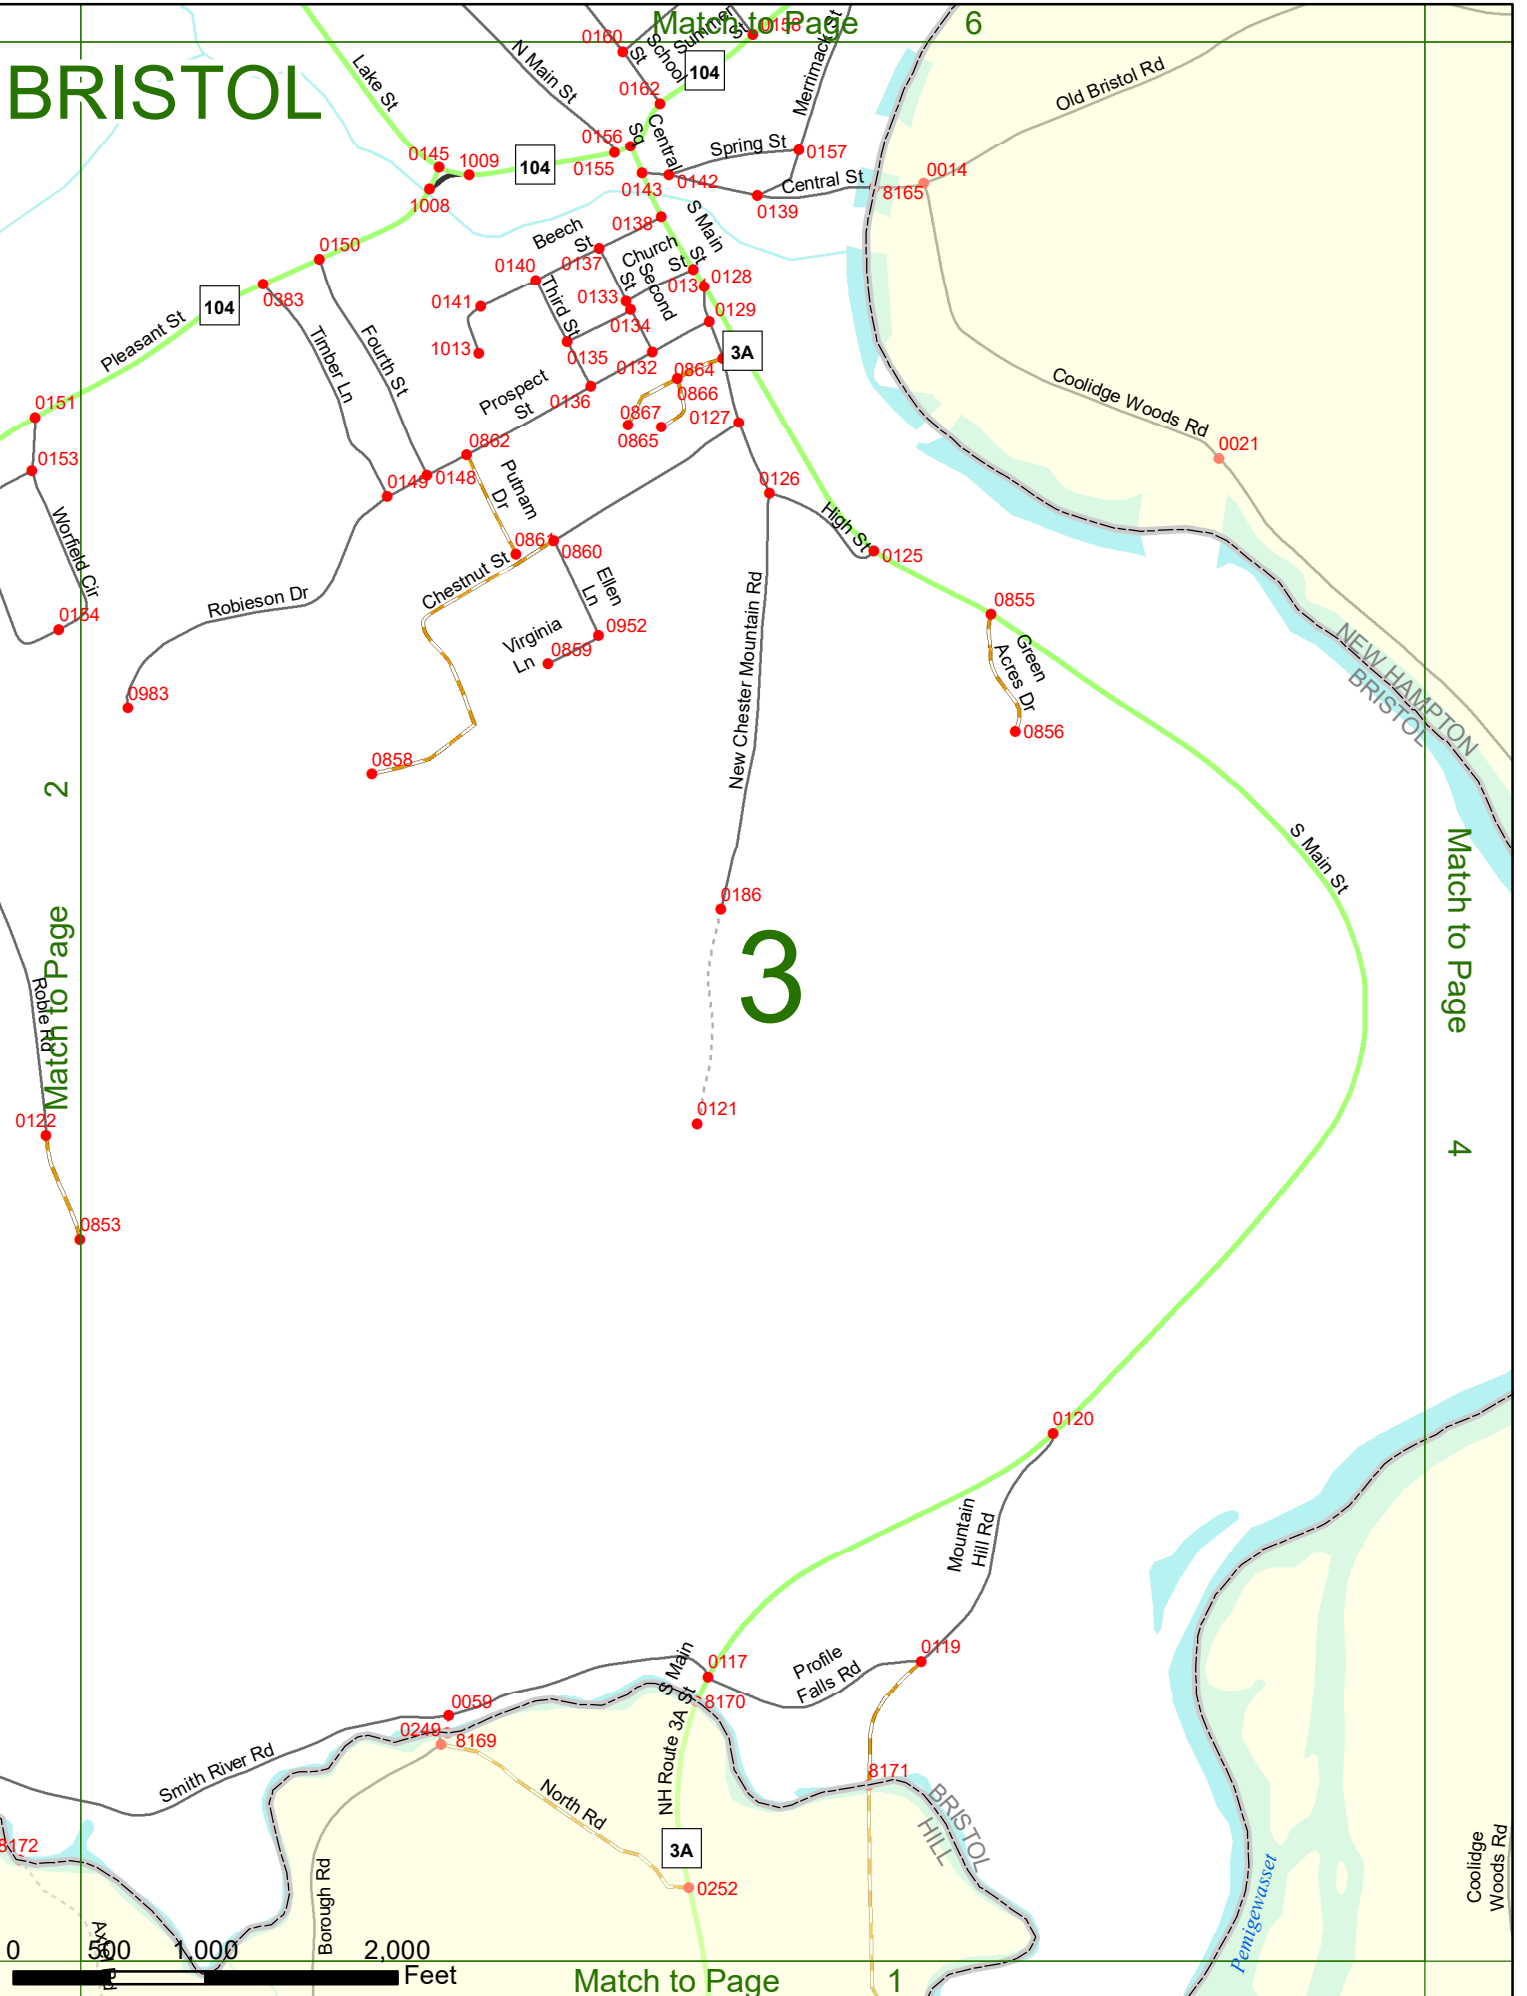 Match to Page 6
BRISTOL
0160
0158
Summer
St
School
St
104
0162
N Main St
Lake St
Merrimack St
Old Bristol Rd
0156
Central
Sq
0145
1009
104
0155
Spring St
0157
0014
1008
0143
0142
Central St
8165
0139
0138
S Main
St
Beech
St
0137
Church
St
0150
0140
0128
013
0383
104
0141
Third St
0133
Second
St
0129
0134
Pleasant St
Timber Ln
Fourth St
1013
0135
0132
3A
0864
0866
Prospect
St
0136
Coolidge Woods Rd
0151
0867
0127
0865
0862
0021
0153
0149
0148
Putnam
Dr
0126
High St
Worfield Cir
0861
0860
0125
Chestnut St
Ellen
Ln
Robieson Dr
0154
0855
Virginia
Ln
0952
0859
New Chester Mountain Rd
Green
Acres Dr
NEW HAMPTON
BRISTOL
0983
0856
0858
2
Match to Page
S Main St
Match to Page
4
0186
3
Robie Rd
0121
0122
0853
0120
Mountain
Hill Rd
0119
Profile
Falls Rd
0117
S Main
St
8170
0059
0249
8169
Smith River Rd
NH Route 3A
8171
North Rd
BRISTOL
HILL
3A
8172
0252
Borough Rd
Pemigewasset
Coolidge
Woods Rd
0 500 1,000 2,000
Feet
Match to Page 1